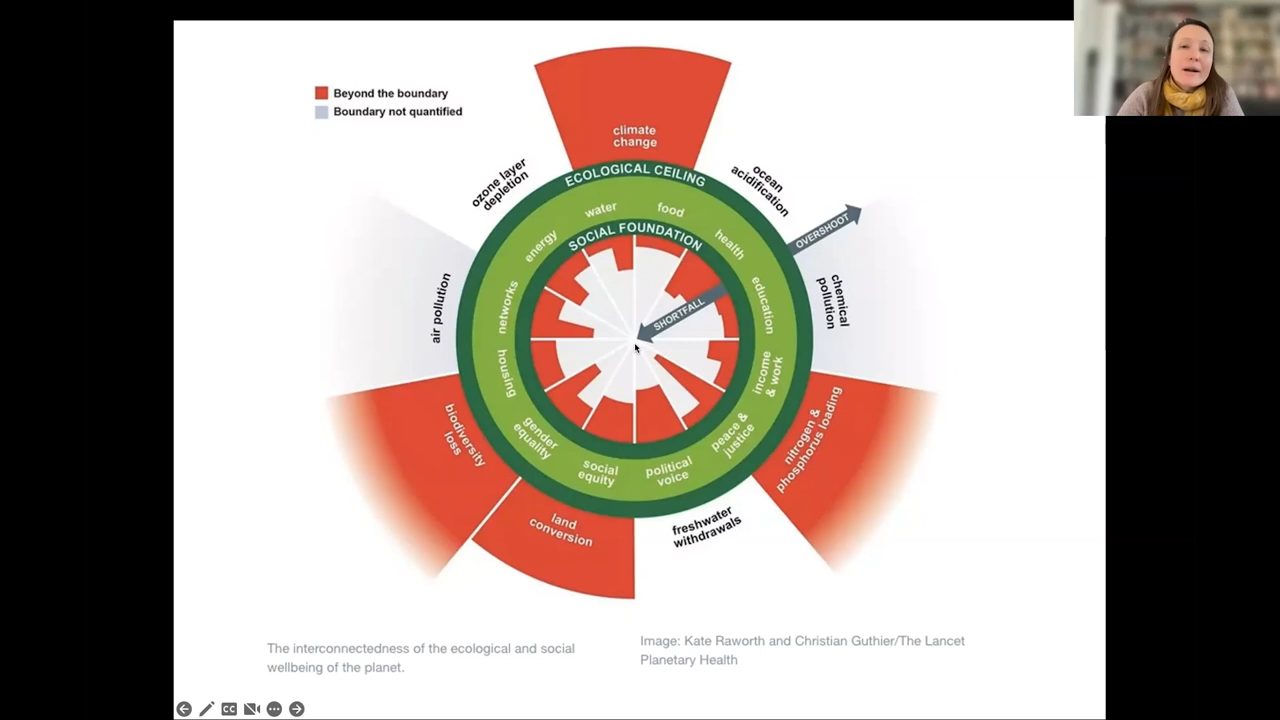 Beyond the boundary
Boundary not quantified
climate
change
ozone layer
depletion
ocean
acidification
ECOLOGICAL CEILING
water
food
energy
health
SOCIAL FOUNDATION
OVERSHOOT
SHORTFALL
air pollution
networks
education
chemical
pollution
housing
income
& work
biodiversity
loss
gender
equality
social
equity
political
voice
peace &
justice
nitrogen &
phosphorus loading
land
conversion
freshwater
withdrawals
The interconnectedness of the ecological and social
wellbeing of the planet.
Image: Kate Raworth and Christian Guthier/The Lancet
Planetary Health
CC